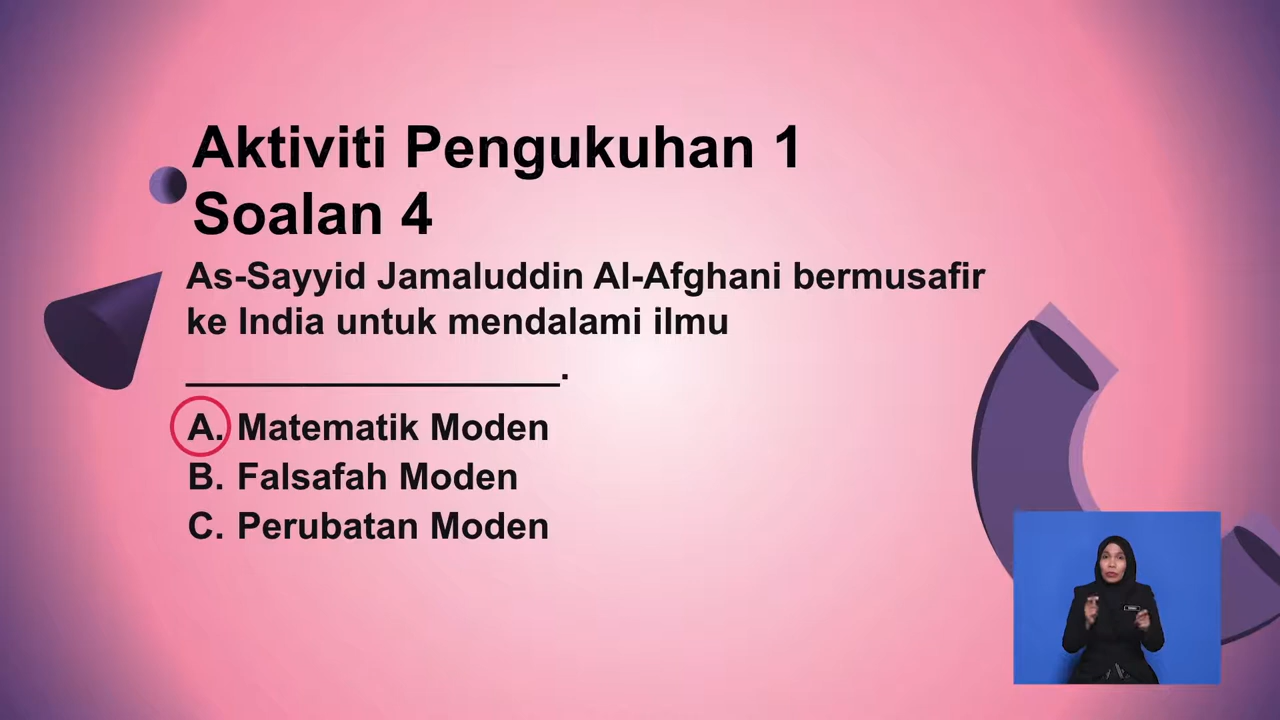 Aktiviti Pengukuhan 1
Soalan 4
As-Sayyid Jamaluddin Al-Afghani bermusafir
ke India untuk mendalami ilmu
__________________.
A. Matematik Moden
B. Falsafah Moden
C. Perubatan Moden